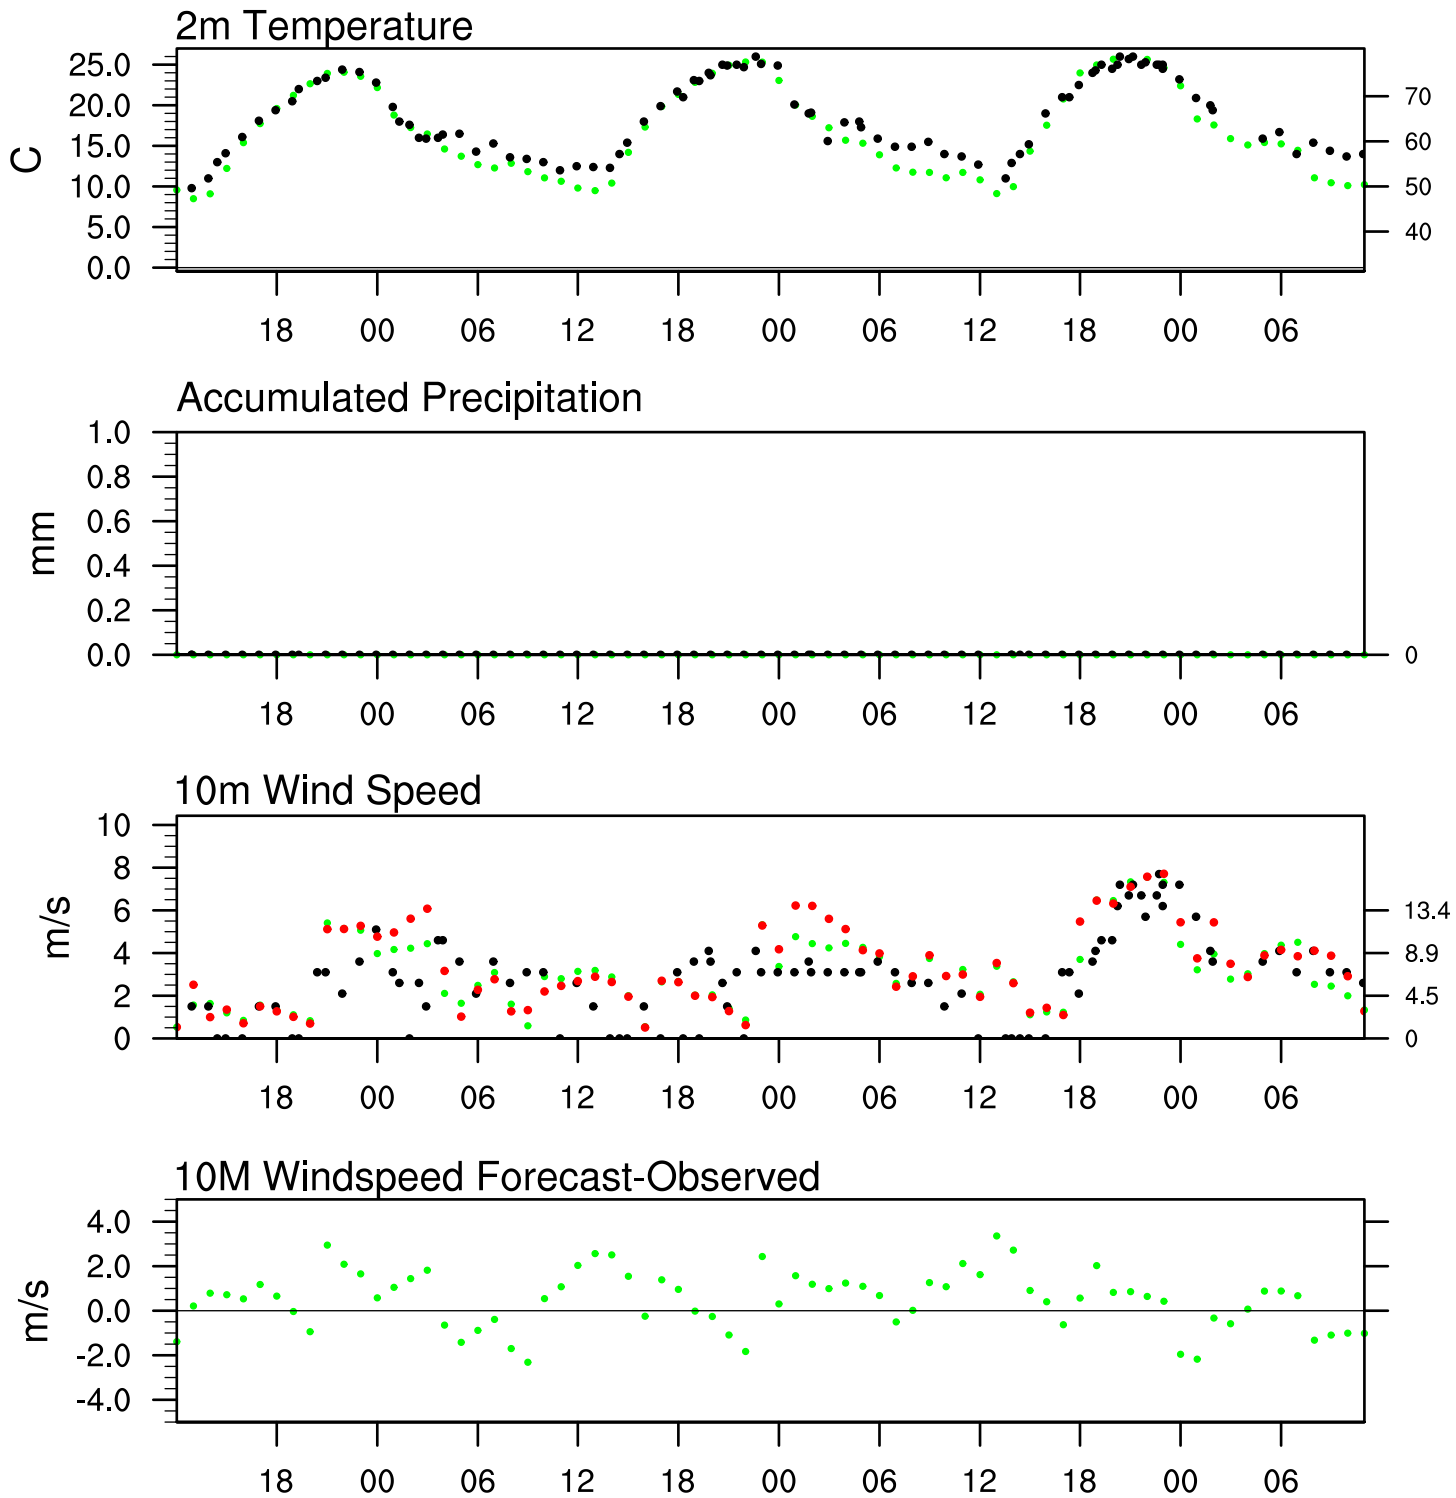 2m Temperature
25.0
20.0
15.0
10.0
5.0
0.0
C
70
60
50
40
18 00 06 12 18 00 06 12 18 00 06
Accumulated Precipitation
1.0
0.8
0.6
0.4
0.2
0.0
mm
0
18 00 06 12 18 00 06 12 18 00 06
10m Wind Speed
10
8
6
4
2
0
m/s
13.4
8.9
4.5
0
18 00 06 12 18 00 06 12 18 00 06
10M Windspeed Forecast-Observed
4.0
2.0
0.0
-2.0
-4.0
m/s
18 00 06 12 18 00 06 12 18 00 06